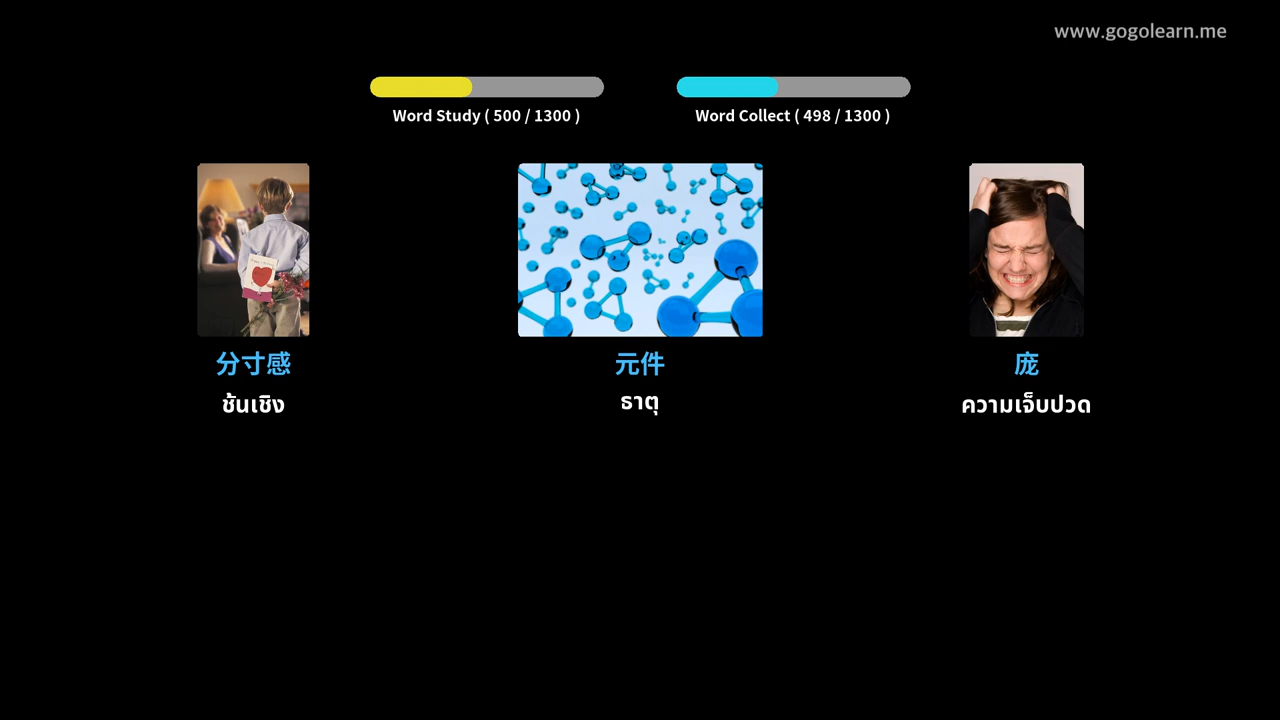 www.gogolearn.me
Word Study ( 500 / 1300 )
Word Collect ( 498 / 1300 )
分寸感
元件
庞
ชั้นเชิง
ธาตุ
ความเจ็บปวด